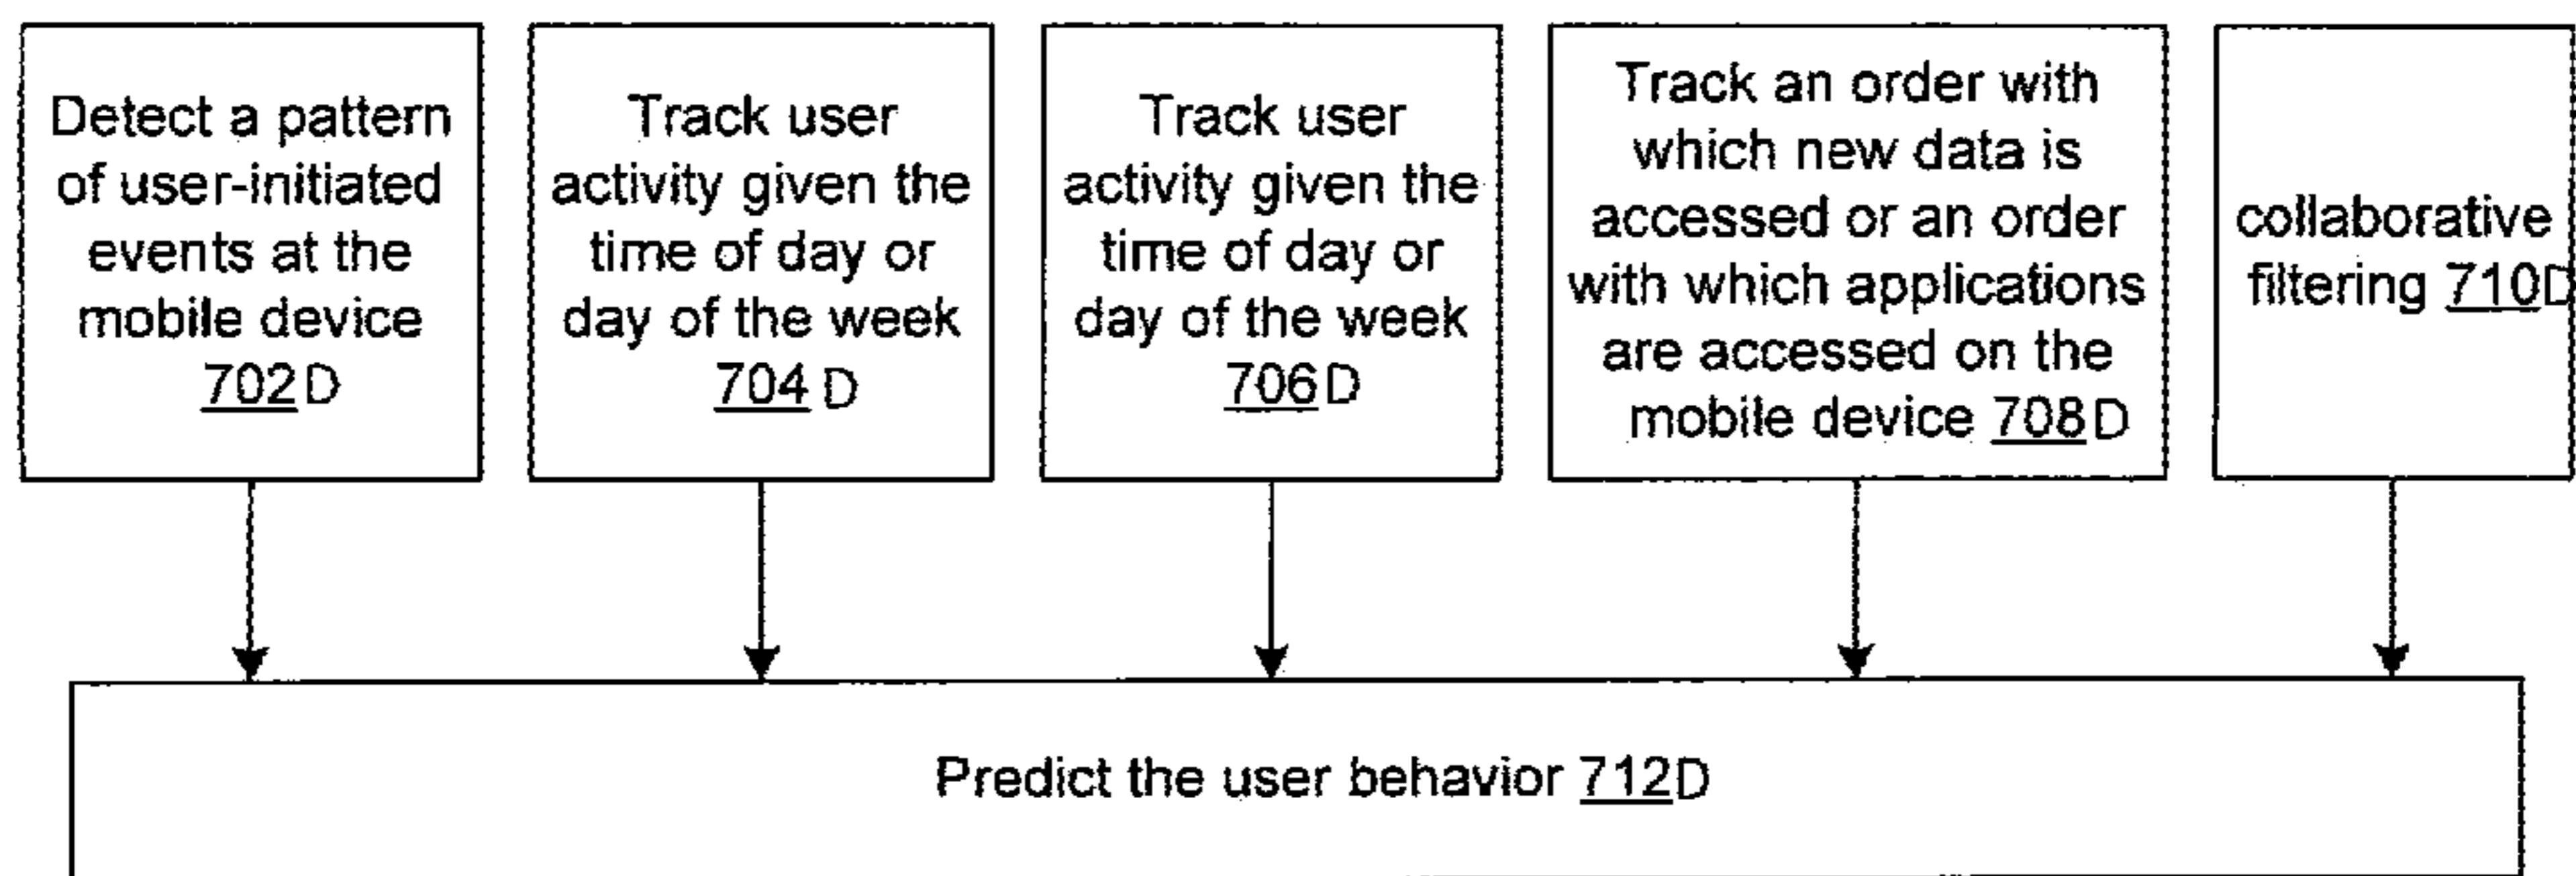 Detect a pattern
of user-initiated
events at the
mobile device
702D
Track user
activity given the
time of day or
day of the week
704 D
Track user
activity given the
time of day or
day of the week
706D
Track an order with
which new data is
accessed or an order
with which applications
are accessed on the
mobile device 708D
collaborative
filtering 710D
Predict the user behavior 712D